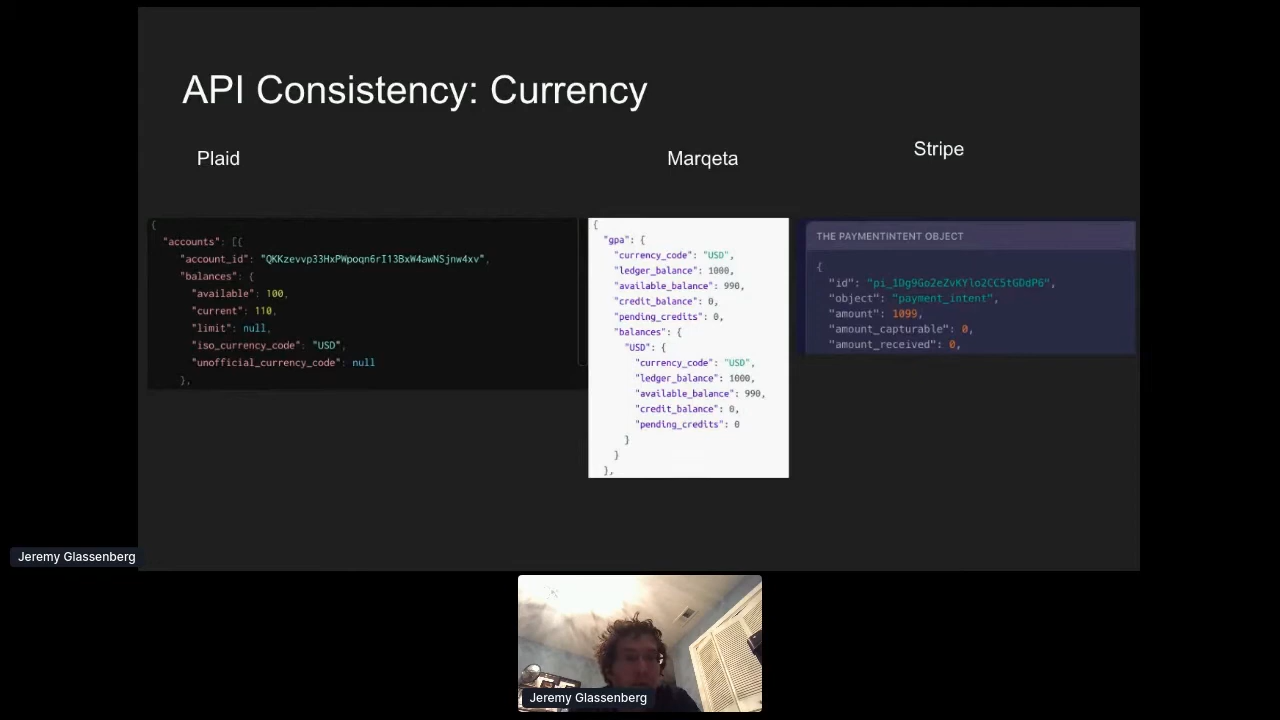 API Consistency: Currency
Plaid
Marqeta
Stripe
{
"accounts": [{
"account_id": "QKKzevvp33HxPWpoqn6rI13BxW4awNSjnw4xv",
"balances": {
"available": 100,
"current": 110,
"limit": null,
"iso_currency_code": "USD",
"unofficial_currency_code": null
},
{
"gpa": {
"currency_code": "USD",
"ledger_balance": 1000,
"available_balance": 990,
"credit_balance": 0,
"pending_credits": 0,
"balances": {
"USD": {
"currency_code": "USD",
"ledger_balance": 1000,
"available_balance": 990,
"credit_balance": 0,
"pending_credits": 0
}
}
},
THE PAYMENTINTENT OBJECT
{
"id": "pi_1Dg9Go2eZvKYlo2CC5tGDdP6",
"object": "payment_intent",
"amount": 1099,
"amount_capturable": 0,
"amount_received": 0,
Jeremy Glassenberg
Jeremy Glassenberg